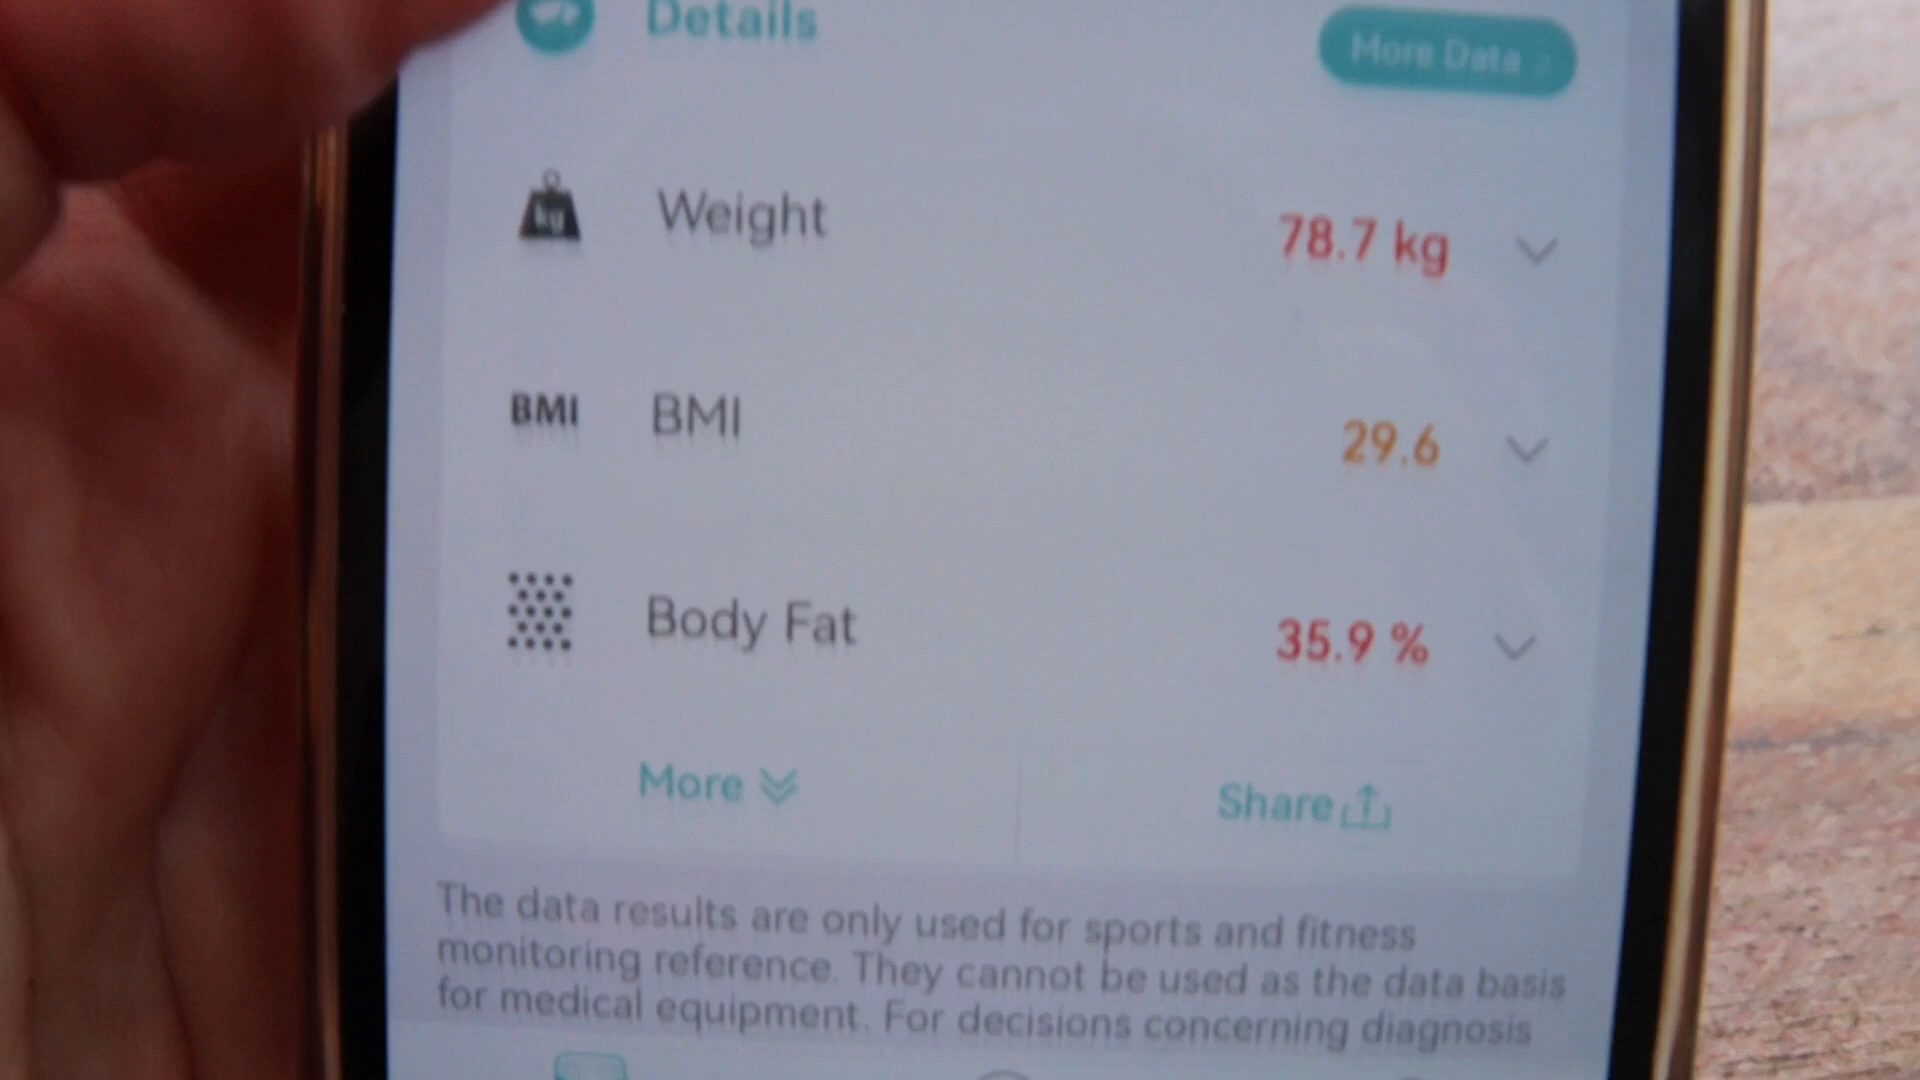 Details
More Data
kg
Weight
78.7 kg
BMI
BMI
29.6
Body Fat
35.9 %
More
Share
The data results are only used for sports and fitness
monitoring reference. They cannot be used as the data basis
for medical equipment. For decisions concerning diagnosis